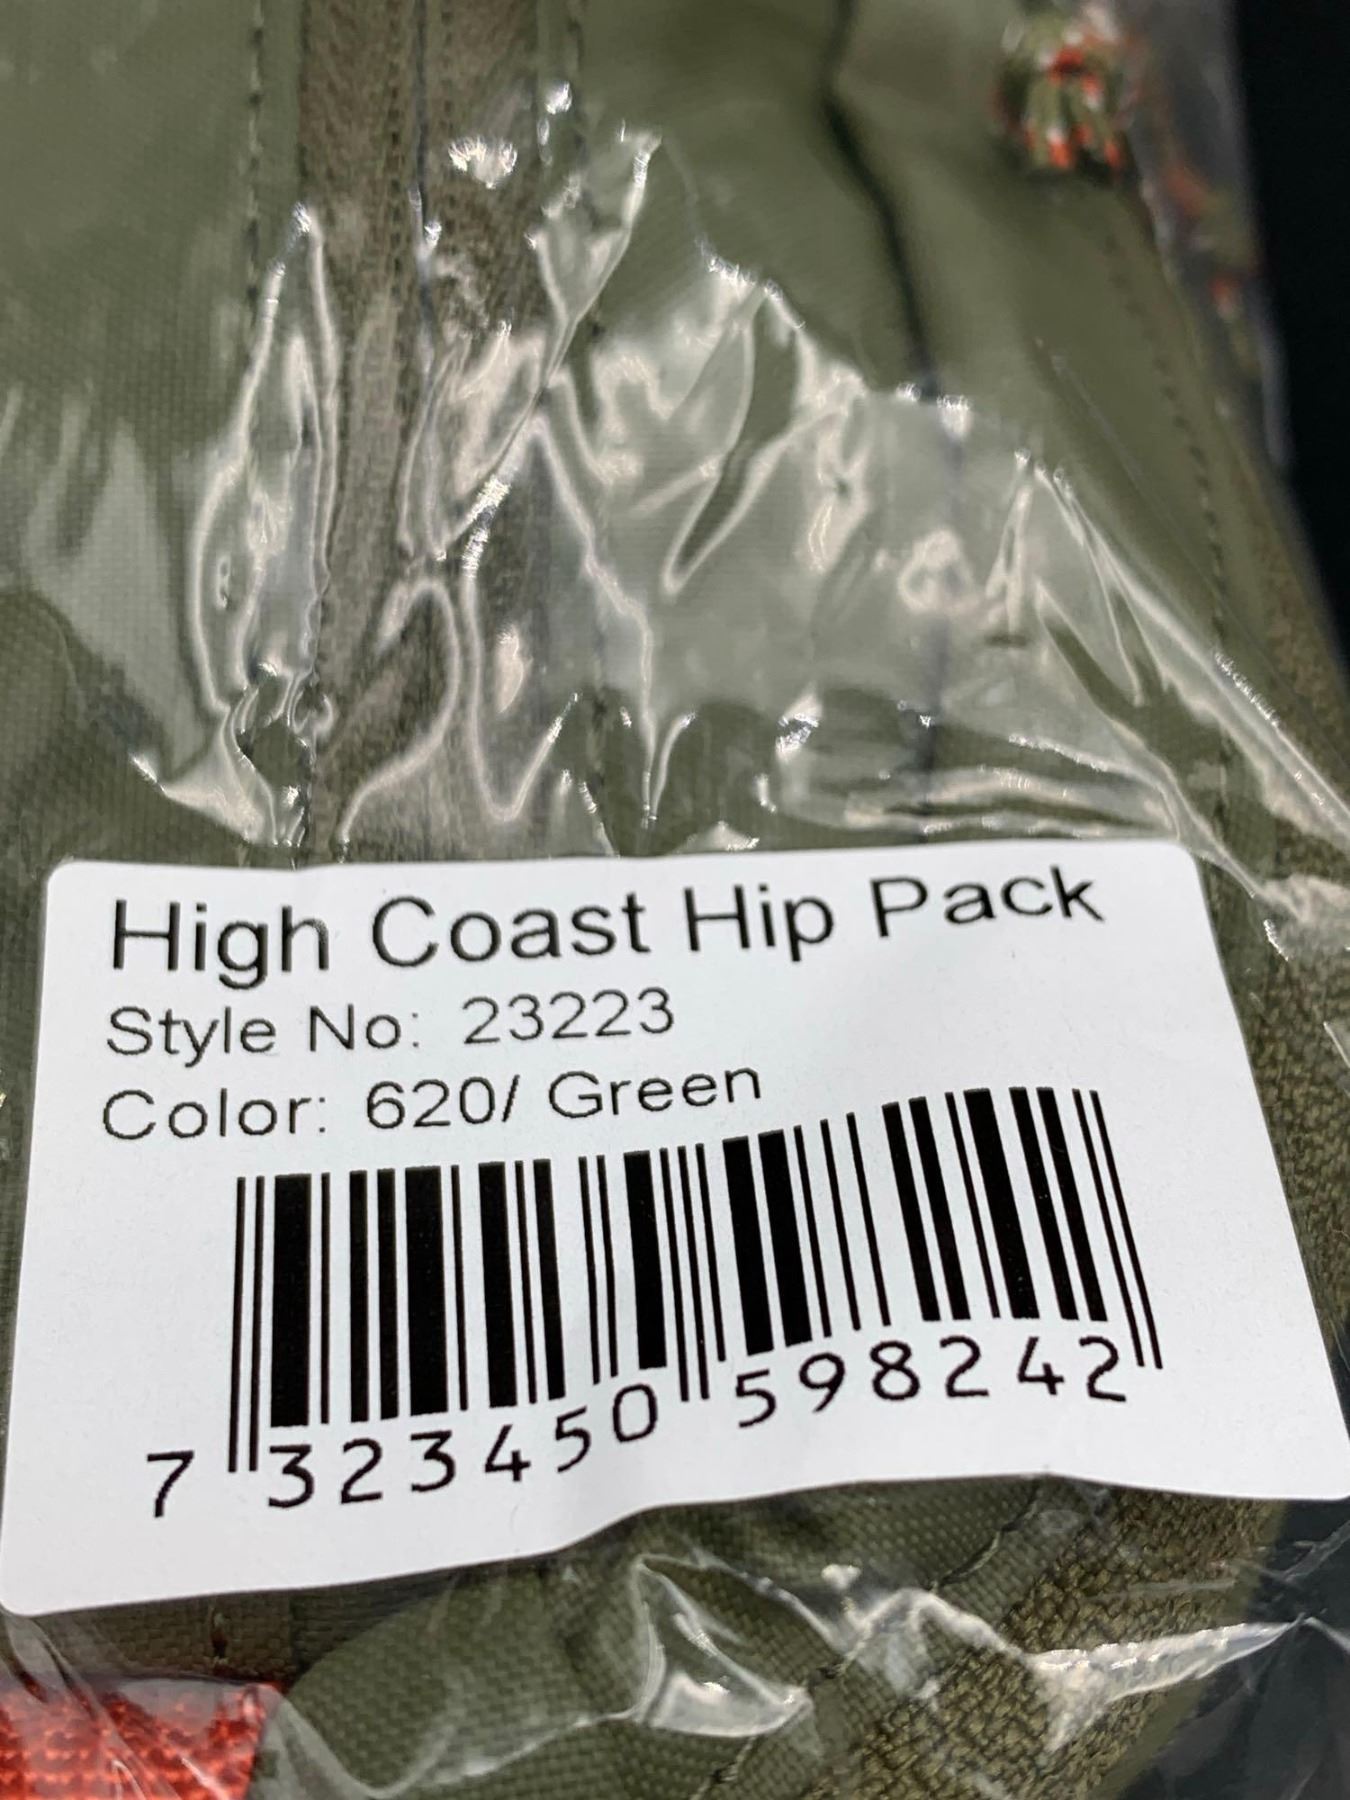 High Coast Hip Pack
Style No: 23223
Color: 620/ Green
7 323450 598242